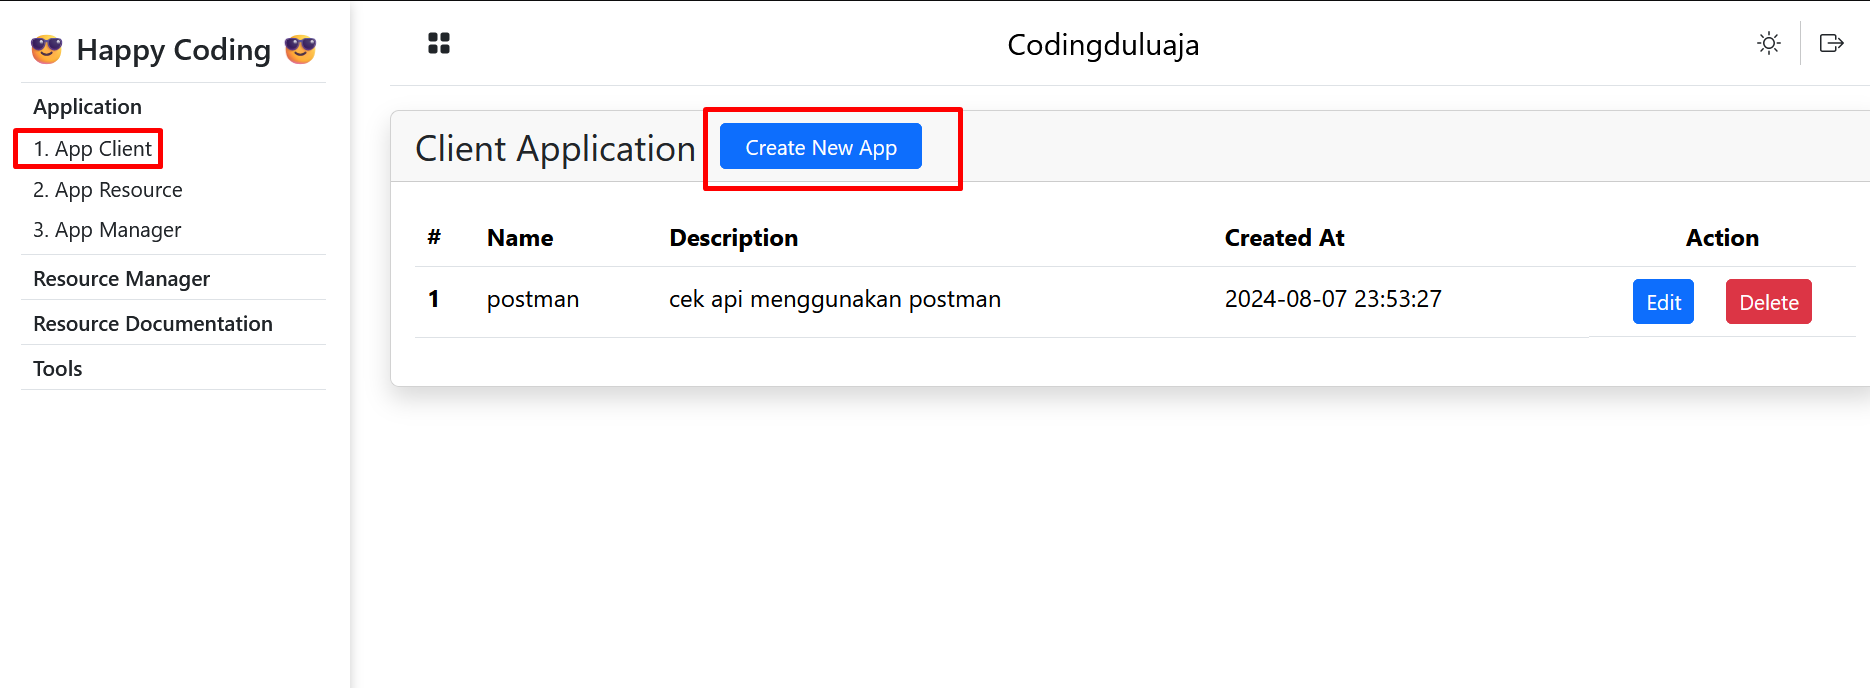 Happy Coding
Application
1. App Client
2. App Resource
3. App Manager
Resource Manager
Resource Documentation
Tools
Codingduluaja
Client Application
Create New App
# Name Description Created At Action
1 postman cek api menggunakan postman 2024-08-07 23:53:27 Edit Delete